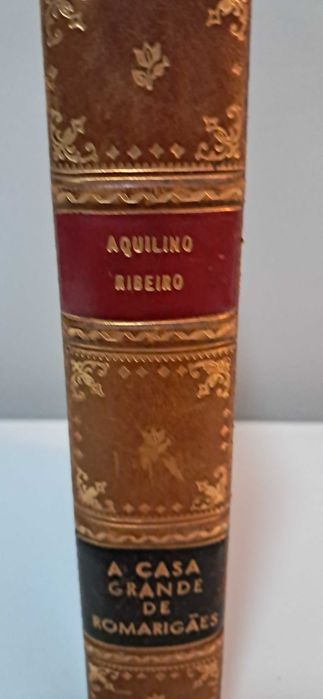 AQUILINO
RIBEIRO
A CASA
GRANDE
DE
ROMARIGÃES